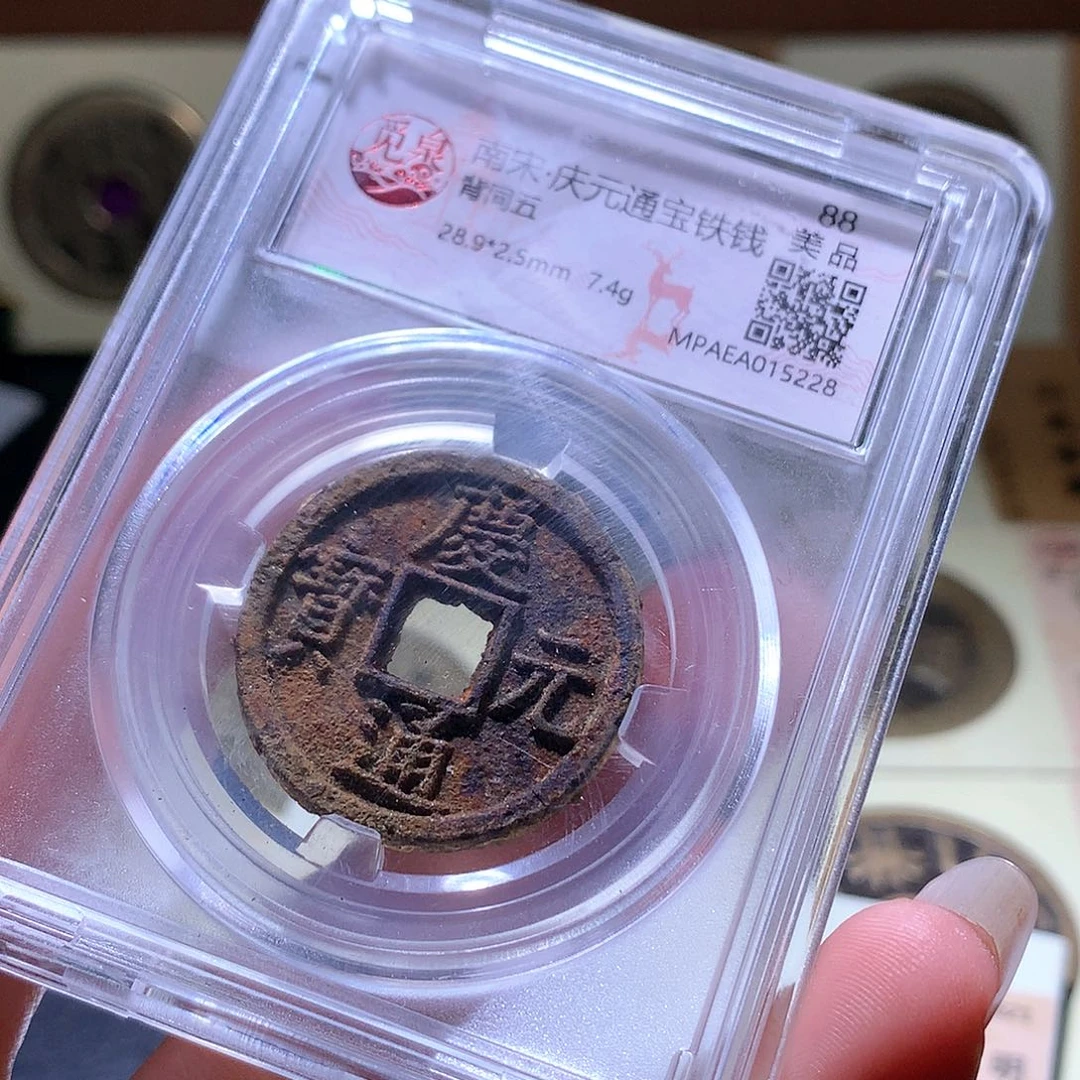 觅泉
南宋·庆元通宝铁钱
背同五
28.9*2.5mm 7.4g
88
美品
MPAEA015228
慶元通寶
明